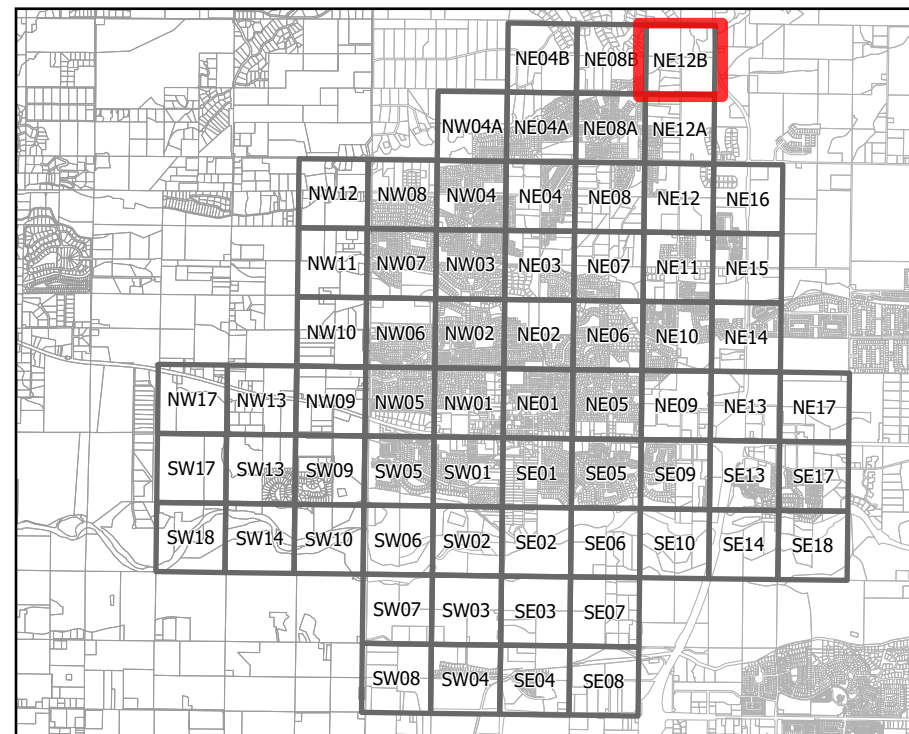 NE04B NE08B NE12B
NW04A NE04A NE08A NE12A
NW12 NW08 NW04 NE04 NE08 NE12 NE16
NW11 NW07 NW03 NE03 NE07 NE11 NE15
NW10 NW06 NW02 NE02 NE06 NE10 NE14
NW17 NW13 NW09 NW05 NW01 NE01 NE05 NE09 NE13 NE17
SW17 SW13 SW09 SW05 SW01 SE01 SE05 SE09 SE13 SE17
SW18 SW14 SW10 SW06 SW02 SE02 SE06 SE10 SE14 SE18
SW07 SW03 SE03 SE07
SW08 SW04 SE04 SE08